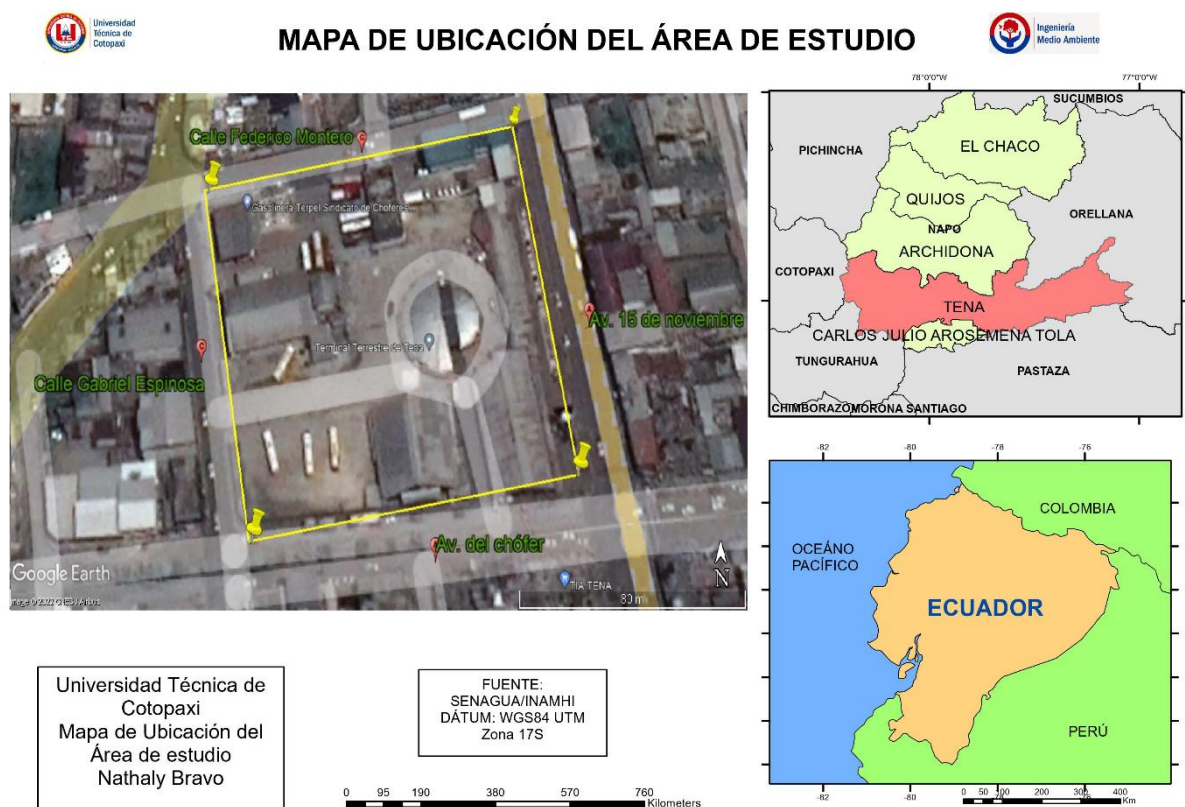 Universidad
Técnica de
Cotopaxi
MAPA DE UBICACIÓN DEL ÁREA DE ESTUDIO
Ingeniería
Medio Ambiente
Calle Federico Montero
Gasolinera Terpel Sindicato de Choferes
Av. 15 de noviembre
Terminal Terrestre de Tena
Calle Gabriel Espinosa
Av. del chófer
TIA TENA
Google Earth
N
80 m
78°0'0"W
77°0'0"W
SUCUMBIOS
PICHINCHA
EL CHACO
QUIJOS
ORELLANA
NAPO
ARCHIDONA
COTOPAXI
TENA
CARLOS JULIO AROSEMENA TOLA
TUNGURAHUA
PASTAZA
CHIMBORAZO
MORONA SANTIAGO
-82
-80
-78
-76
COLOMBIA
OCEÁNO
PACÍFICO
ECUADOR
PERÚ
-82
-80
-78
-76
0 50 100 200 300 400
Km
Universidad Técnica de
Cotopaxi
Mapa de Ubicación del
Área de estudio
Nathaly Bravo
FUENTE:
SENAGUA/INAMHI
DÁTUM: WGS84 UTM
Zona 17S
0 95 190 380 570 760
Kilometers